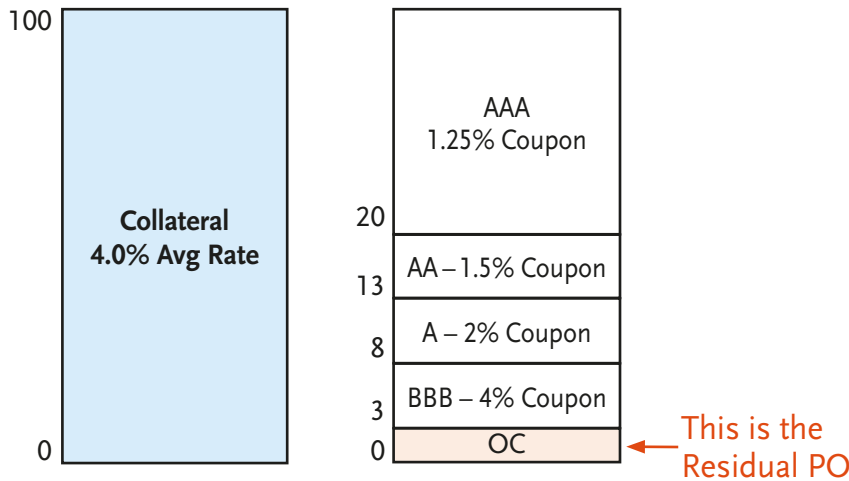 100
Collateral
4.0% Avg Rate
0
AAA
1.25% Coupon
20
AA – 1.5% Coupon
13
A – 2% Coupon
8
BBB – 4% Coupon
3
OC
0
This is the
Residual PO